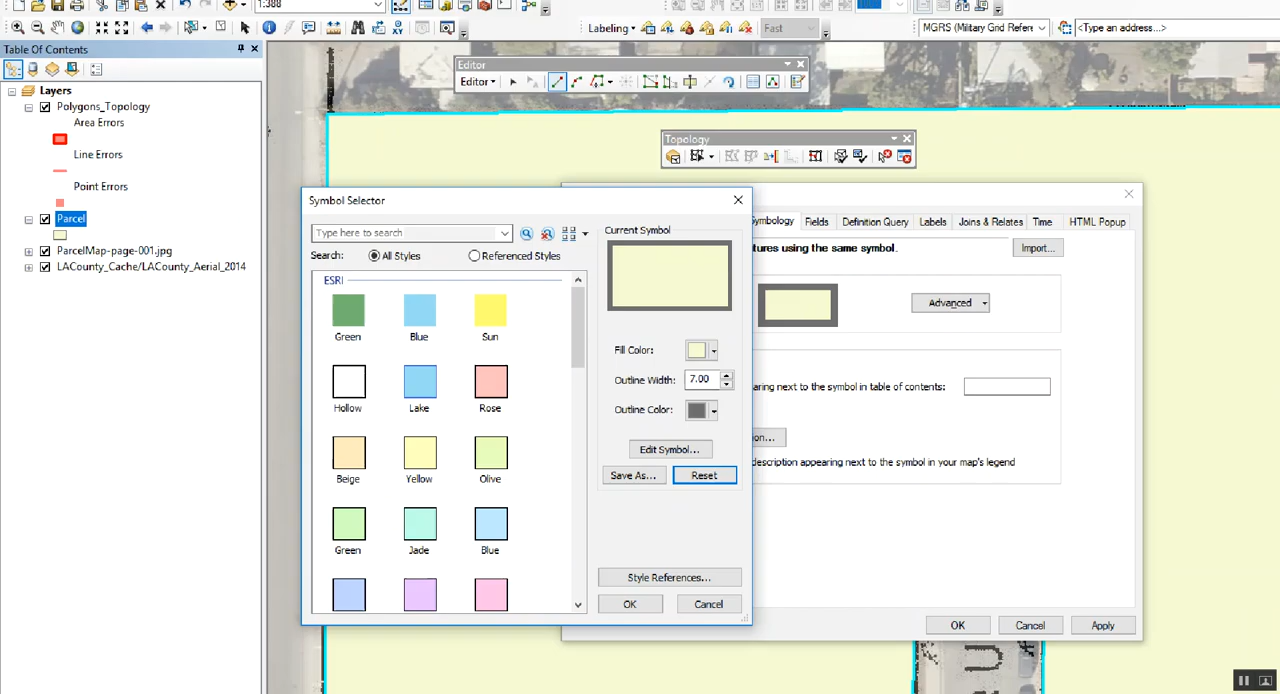 1:388
Labeling
Fast
MGRS (Military Grid Refere
<Type an address...>
Table Of Contents
Editor
Editor
Layers
Polygons_Topology
Area Errors
Line Errors
Point Errors
Parcel
ParcelMap-page-001.jpg
LACounty_Cache/LACounty_Aerial_2014
Topology
Symbol Selector
Type here to search
Search:
All Styles
Referenced Styles
ESRI
Green
Blue
Sun
Hollow
Lake
Rose
Beige
Yellow
Olive
Green
Jade
Blue
Current Symbol
Fill Color:
Outline Width:
7.00
Outline Color:
Edit Symbol...
Save As...
Reset
Style References...
OK
Cancel
Symbology
Fields
Definition Query
Labels
Joins & Relates
Time
HTML Popup
tures using the same symbol.
Import...
Advanced
earing next to the symbol in table of contents:
on...
description appearing next to the symbol in your map's legend
OK
Cancel
Apply